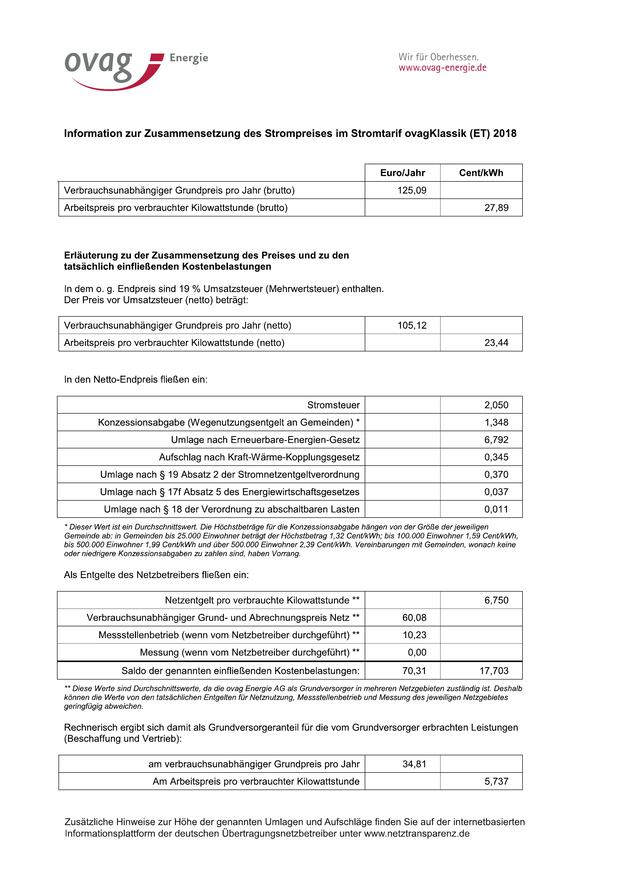 ovag Energie
Wir für Oberhessen.
www.ovag-energie.de
Information zur Zusammensetzung des Strompreises im Stromtarif ovagKlassik (ET) 2018
Euro/Jahr Cent/kWh
Verbrauchsunabhängiger Grundpreis pro Jahr (brutto) 125,09
Arbeitspreis pro verbrauchter Kilowattstunde (brutto) 27,89
Erläuterung zu der Zusammensetzung des Preises und zu den
tatsächlich einfließenden Kostenbelastungen
In dem o. g. Endpreis sind 19 % Umsatzsteuer (Mehrwertsteuer) enthalten.
Der Preis vor Umsatzsteuer (netto) beträgt:
Verbrauchsunabhängiger Grundpreis pro Jahr (netto) 105,12
Arbeitspreis pro verbrauchter Kilowattstunde (netto) 23,44
In den Netto-Endpreis fließen ein:
Stromsteuer 2,050
Konzessionsabgabe (Wegenutzungsentgelt an Gemeinden) * 1,348
Umlage nach Erneuerbare-Energien-Gesetz 6,792
Aufschlag nach Kraft-Wärme-Kopplungsgesetz 0,345
Umlage nach § 19 Absatz 2 der Stromnetzentgeltverordnung 0,370
Umlage nach § 17f Absatz 5 des Energiewirtschaftsgesetzes 0,037
Umlage nach § 18 der Verordnung zu abschaltbaren Lasten 0,011
* Dieser Wert ist ein Durchschnittswert. Die Höchstbeträge für die Konzessionsabgabe hängen von der Größe der jeweiligen
Gemeinde ab: in Gemeinden bis 25.000 Einwohner beträgt der Höchstbetrag 1,32 Cent/kWh; bis 100.000 Einwohner 1,59 Cent/kWh,
bis 500.000 Einwohner 1,99 Cent/kWh und über 500.000 Einwohner 2,39 Cent/kWh. Vereinbarungen mit Gemeinden, wonach keine
oder niedrigere Konzessionsabgaben zu zahlen sind, haben Vorrang.
Als Entgelte des Netzbetreibers fließen ein:
Netzentgelt pro verbrauchte Kilowattstunde ** 6,750
Verbrauchsunabhängiger Grund- und Abrechnungspreis Netz ** 60,08
Messstellenbetrieb (wenn vom Netzbetreiber durchgeführt) ** 10,23
Messung (wenn vom Netzbetreiber durchgeführt) ** 0,00
Saldo der genannten einfließenden Kostenbelastungen: 70,31 17,703
** Diese Werte sind Durchschnittswerte, da die ovag Energie AG als Grundversorger in mehreren Netzgebieten zuständig ist. Deshalb
können die Werte von den tatsächlichen Entgelten für Netznutzung, Messstellenbetrieb und Messung des jeweiligen Netzgebietes
geringfügig abweichen.
Rechnerisch ergibt sich damit als Grundversorgeranteil für die vom Grundversorger erbrachten Leistungen
(Beschaffung und Vertrieb):
am verbrauchsunabhängiger Grundpreis pro Jahr 34,81
Am Arbeitspreis pro verbrauchter Kilowattstunde 5,737
Zusätzliche Hinweise zur Höhe der genannten Umlagen und Aufschläge finden Sie auf der internetbasierten
Informationsplattform der deutschen Übertragungsnetzbetreiber unter www.netztransparenz.de